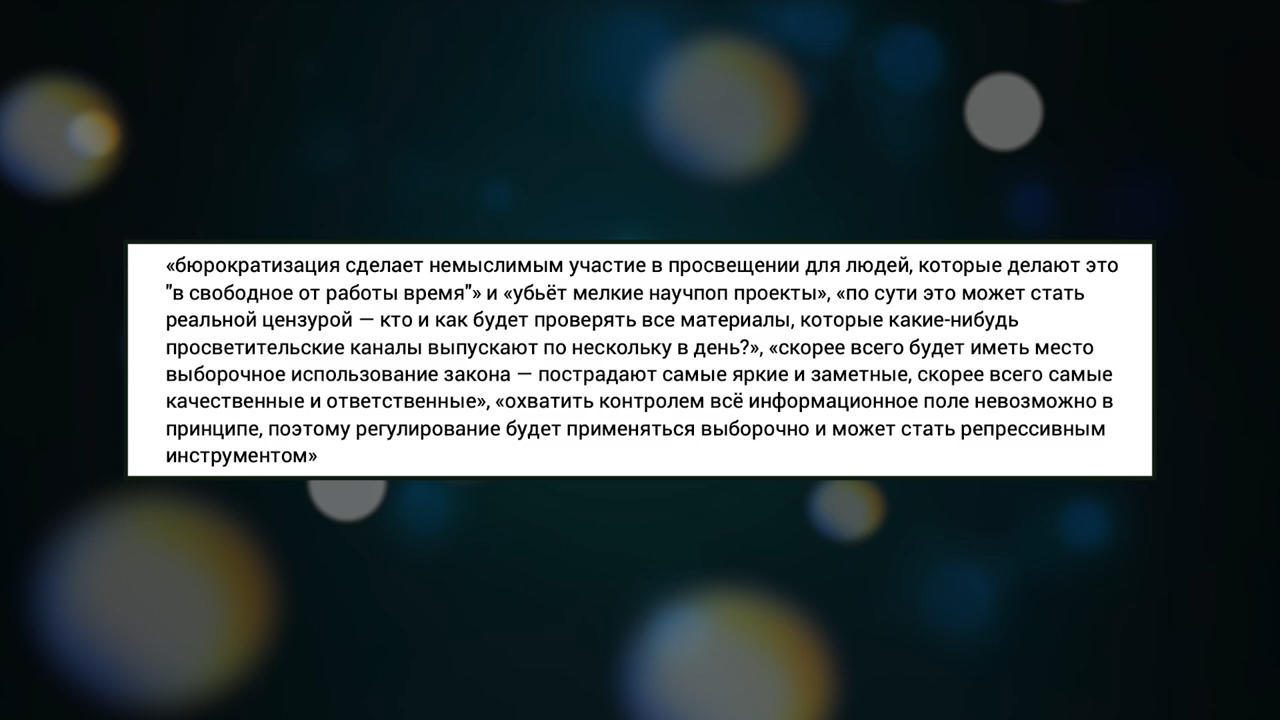 «бюрократизация сделает немыслимым участие в просвещении для людей, которые делают это
"в свободное от работы время"» и «убьёт мелкие научпоп проекты», «по сути это может стать
реальной цензурой — кто и как будет проверять все материалы, которые какие-нибудь
просветительские каналы выпускают по нескольку в день?», «скорее всего будет иметь место
выборочное использование закона — пострадают самые яркие и заметные, скорее всего самые
качественные и ответственные», «охватить контролем всё информационное поле невозможно в
принципе, поэтому регулирование будет применяться выборочно и может стать репрессивным
инструментом»